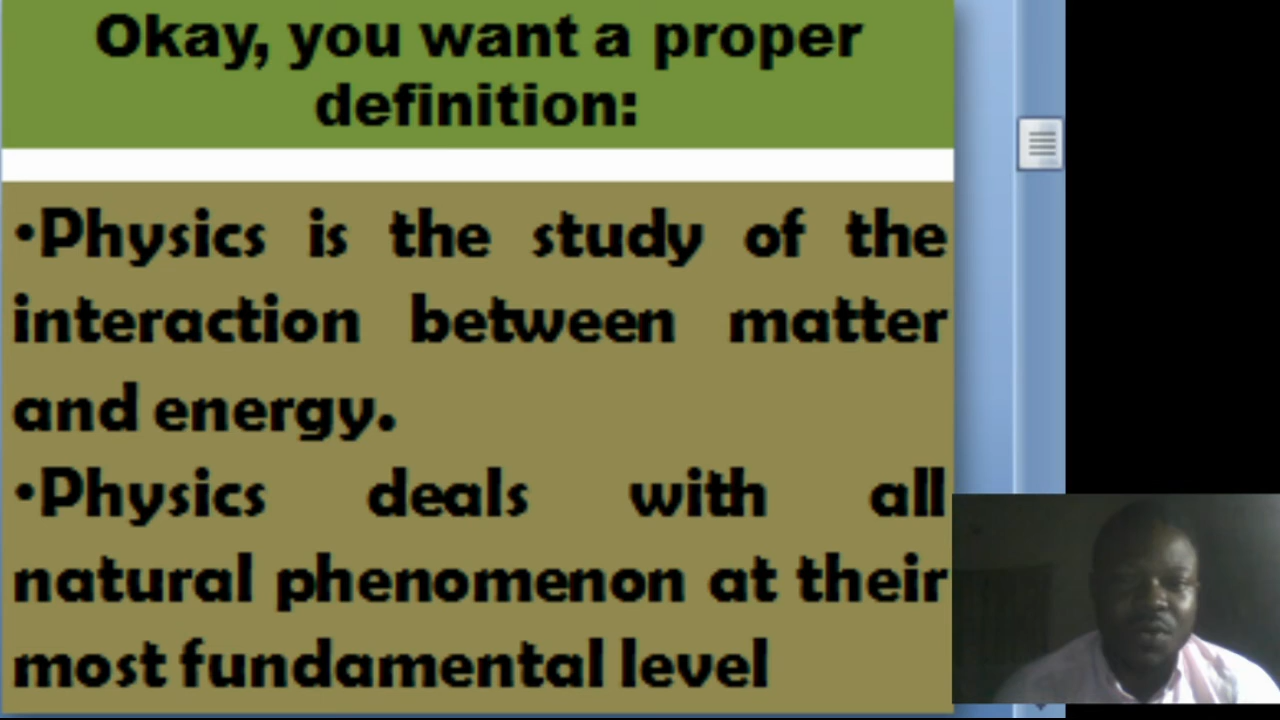 Okay, you want a proper
definition:
•Physics is the study of the
interaction between matter
and energy.
•Physics deals with all
natural phenomenon at their
most fundamental level